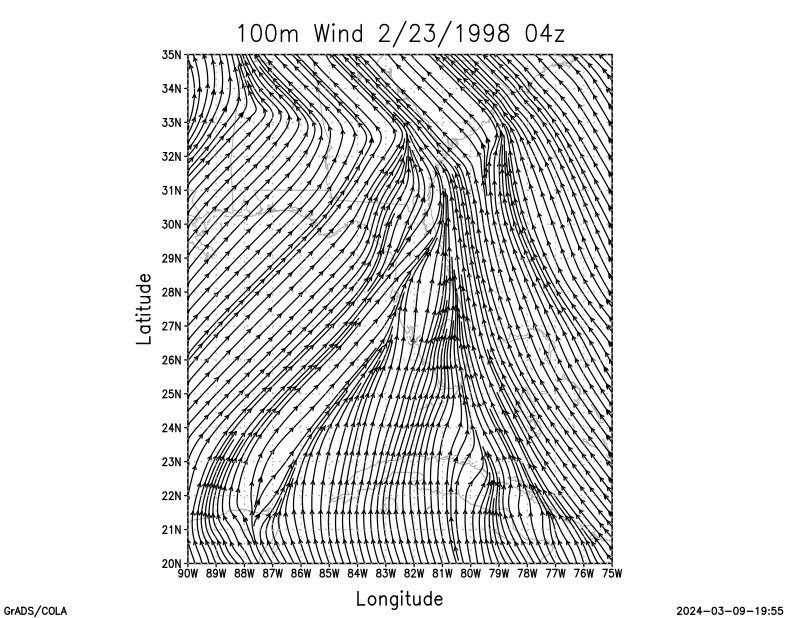 100m Wind 2/23/1998 04z
35N
34N
33N
32N
31N
30N
29N
28N
27N
26N
25N
24N
23N
22N
21N
20N
Latitude
90W 89W 88W 87W 86W 85W 84W 83W 82W 81W 80W 79W 78W 77W 76W 75W
Longitude
GrADS/COLA
2024-03-09-19:55